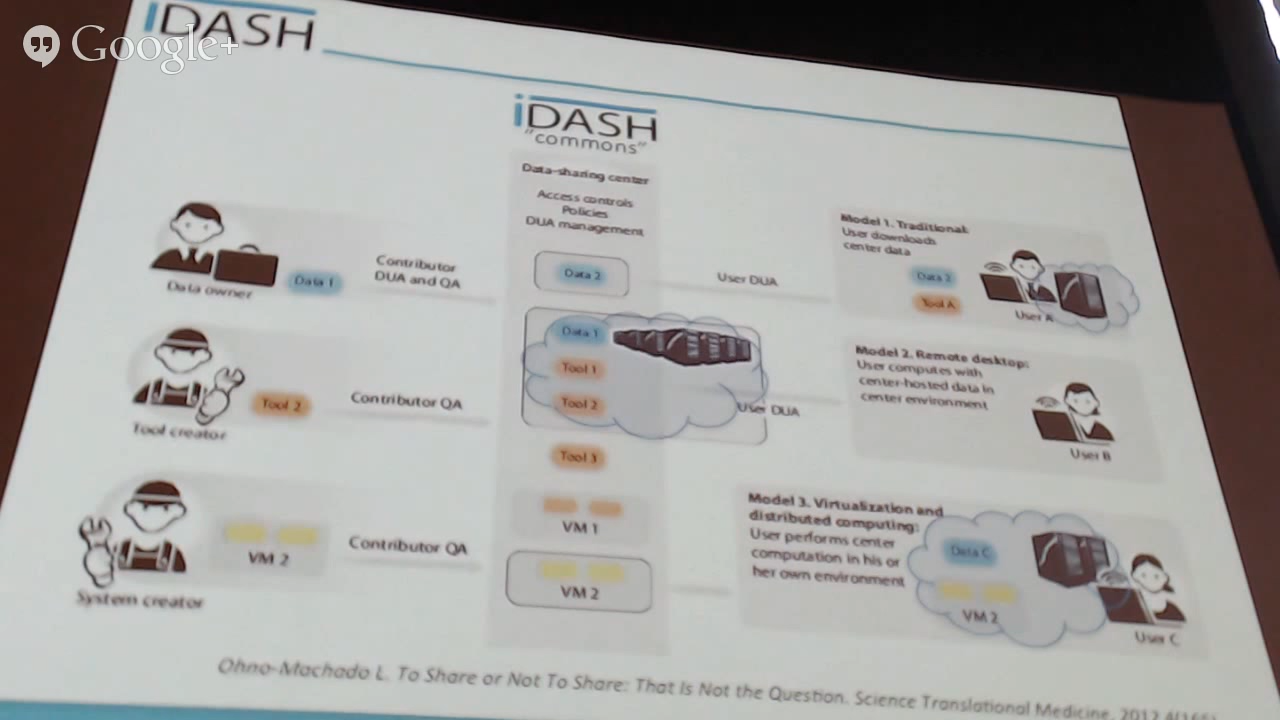 Google+
iDASH
iDASH
"commons"
Data-sharing center
Access controls
Policies
DUA management
Data owner
Data 1
Contributor
DUA and QA
Data 2
User DUA
Model 1. Traditional:
User downloads
center data
Data 2
Tool A
User A
Data 1
Tool 1
Tool 2
Tool creator
Tool 2
Contributor QA
User DUA
Model 2. Remote desktop:
User computes with
center-hosted data in
center environment
User B
Tool 3
VM 1
VM 2
System creator
VM 2
Contributor QA
Model 3. Virtualization and
distributed computing:
User performs center
computation in his or
her own environment
Data C
VM 2
User C
Ohno-Machado L. To Share or Not To Share: That Is Not the Question. Science Translational Medicine, 2012